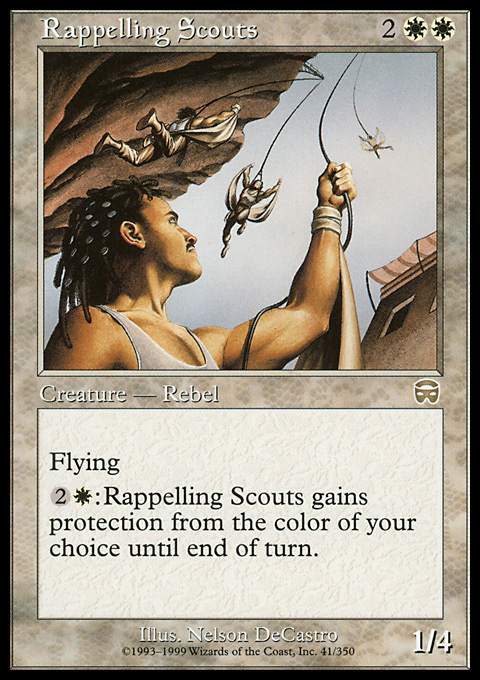 Rappelling Scouts 2
Creature — Rebel
Flying
2 :Rappelling Scouts gains
protection from the color of your
choice until end of turn.
Illus. Nelson DeCastro
©1993–1999 Wizards of the Coast, Inc. 41/350
1/4